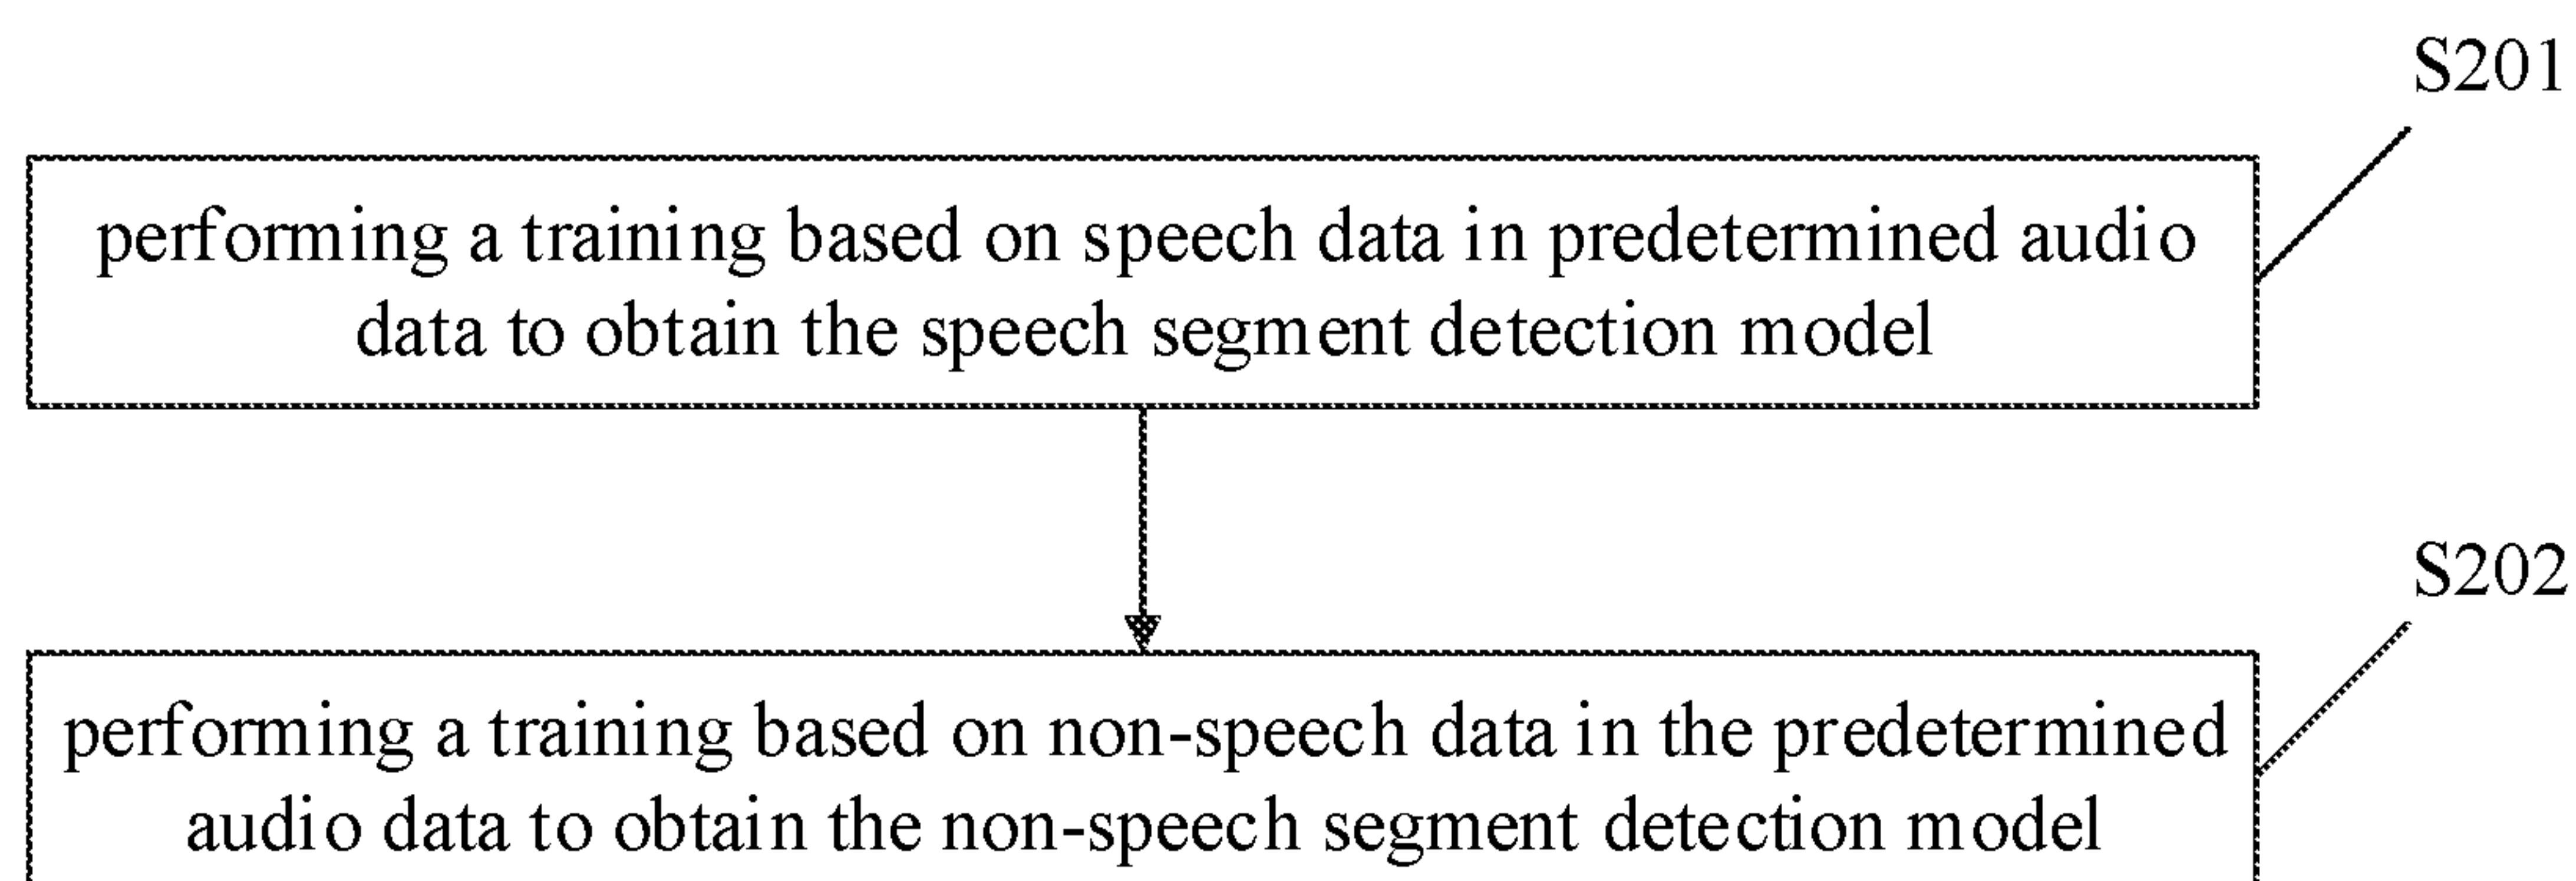 S201
performing a training based on speech data in predetermined audio
data to obtain the speech segment detection model
S202
performing a training based on non-speech data in the predetermined
audio data to obtain the non-speech segment detection model